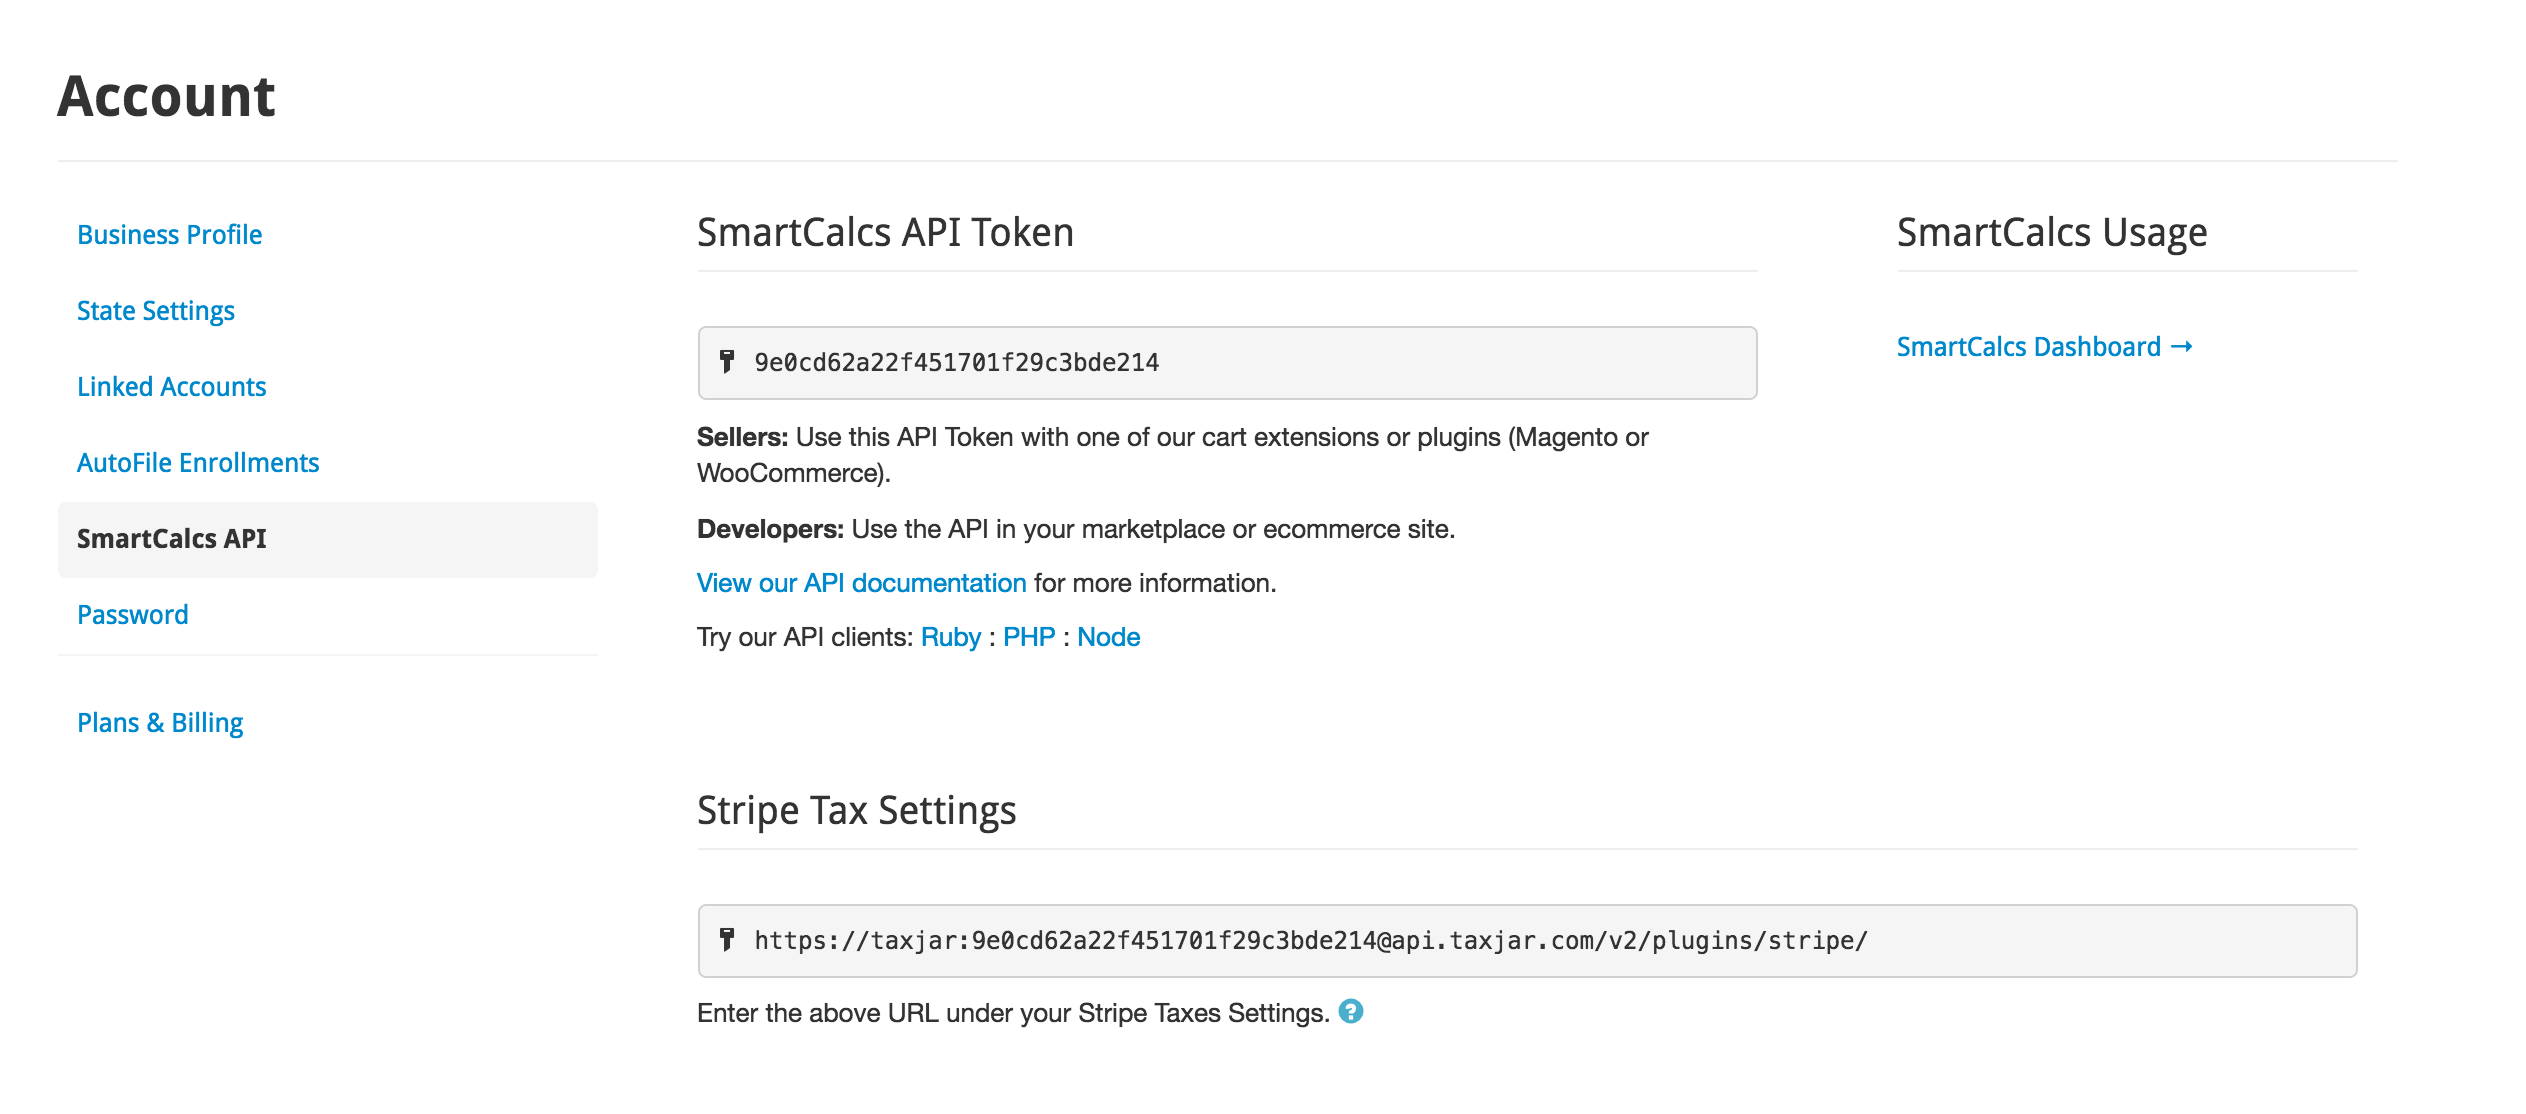 Account
Business Profile
State Settings
Linked Accounts
AutoFile Enrollments
SmartCalcs API
Password
Plans & Billing
SmartCalcs API Token
9e0cd62a22f451701f29c3bde214
Sellers: Use this API Token with one of our cart extensions or plugins (Magento or
WooCommerce).
Developers: Use the API in your marketplace or ecommerce site.
View our API documentation for more information.
Try our API clients: Ruby : PHP : Node
SmartCalcs Usage
SmartCalcs Dashboard →
Stripe Tax Settings
https://taxjar:9e0cd62a22f451701f29c3bde214@api.taxjar.com/v2/plugins/stripe/
Enter the above URL under your Stripe Taxes Settings. ?